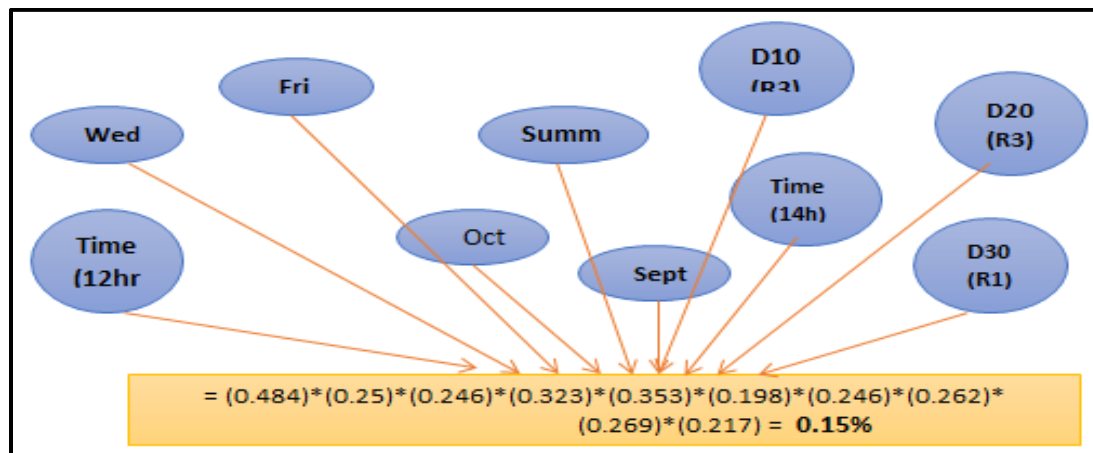 Fri
D10
Wed
Summ
D20
(R3)
Time
(14h)
Time
(12hr
Oct
Sept
D30
(R1)
= (0.484)*(0.25)*(0.246)*(0.323)*(0.353)*(0.198)*(0.246)*(0.262)*
(0.269)*(0.217) = 0.15%